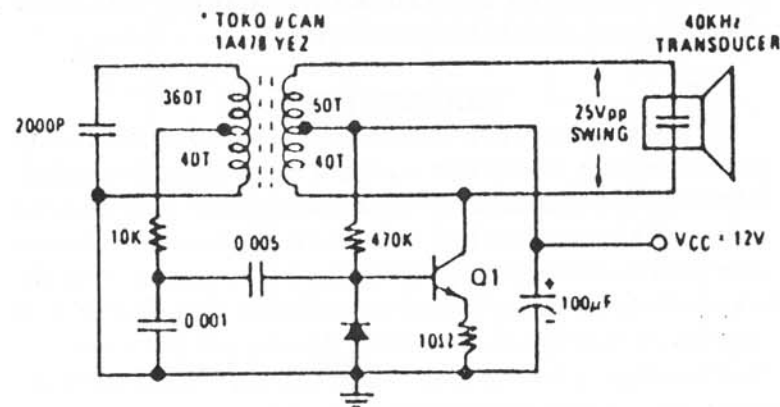 * TOKO µCAN
1A478 YEZ
40KHz
TRANSDUCER
360T
50T
2000P
25Vpp
SWING
40T
40T
10K
0.005
470K
VCC = 12V
Q1
+
100µF
-
0.001
10Ω